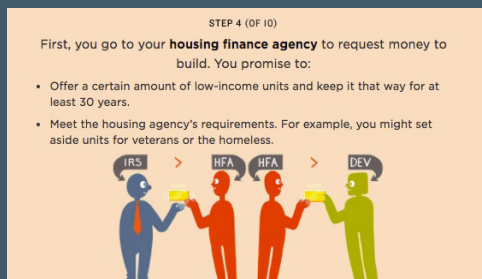 STEP 4 (OF 10)
First, you go to your housing finance agency to request money to
build. You promise to:
• Offer a certain amount of low-income units and keep it that way for at
least 30 years.
• Meet the housing agency's requirements. For example, you might set
aside units for veterans or the homeless.
IRS > HFA HFA > DEV